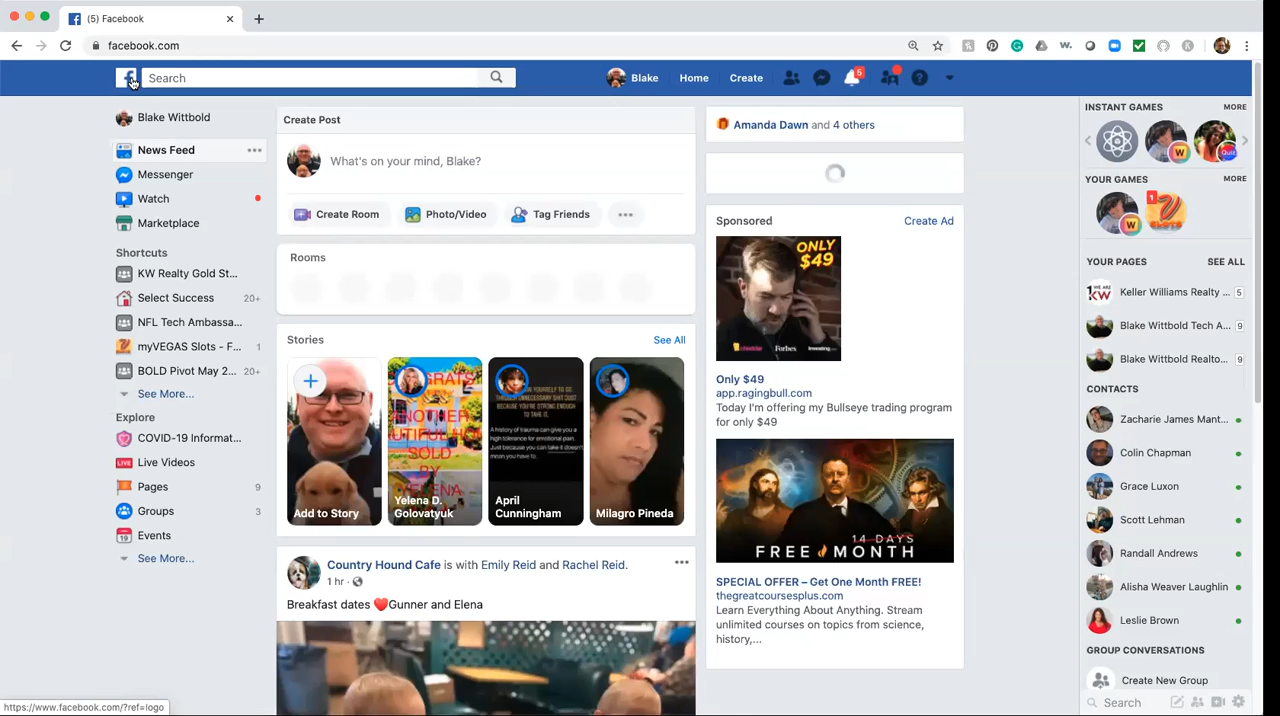 (5) Facebook
facebook.com
Search
Blake
Home
Create
5
Blake Wittbold
News Feed
Messenger
Watch
Marketplace
Shortcuts
KW Realty Gold St...
Select Success 20+
NFL Tech Ambassa...
myVEGAS Slots - F... 1
BOLD Pivot May 2... 20+
See More...
Explore
COVID-19 Informat...
LIVE Live Videos
Pages 9
Groups 3
19 Events
See More...
https://www.facebook.com/?ref=logo
Create Post
What's on your mind, Blake?
Create Room
Photo/Video
Tag Friends
Rooms
Stories
See All
Add to Story
Yelena D.
Golovatyuk
April
Cunningham
Milagro Pineda
Country Hound Cafe is with Emily Reid and Rachel Reid.
1 hr ·
Breakfast dates ❤️Gunner and Elena
Amanda Dawn and 4 others
Sponsored
Create Ad
ONLY
$49
Forbes
Investing.com
Only $49
app.ragingbull.com
Today I'm offering my Bullseye trading program
for only $49
14 DAYS
FREE MONTH
SPECIAL OFFER – Get One Month FREE!
thegreatcoursesplus.com
Learn Everything About Anything. Stream
unlimited courses on topics from science,
history,...
INSTANT GAMES
MORE
W
Quiz
YOUR GAMES
MORE
W
1
SLOTS
YOUR PAGES
SEE ALL
Keller Williams Realty ... 5
Blake Wittbold Tech A... 9
Blake Wittbold Realto... 9
CONTACTS
Zacharie James Mant...
Colin Chapman
Grace Luxon
Scott Lehman
Randall Andrews
Alisha Weaver Laughlin
Leslie Brown
GROUP CONVERSATIONS
Create New Group
Search